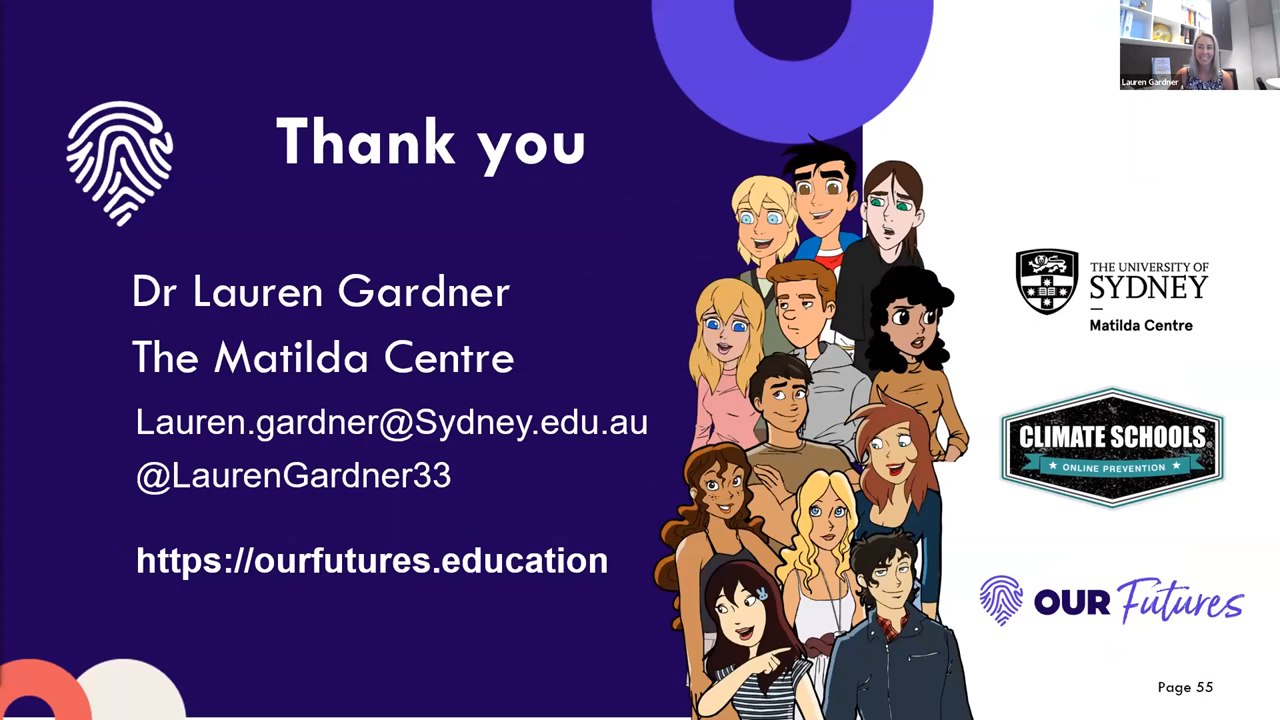 Lauren Gardner
Thank you
Dr Lauren Gardner
The Matilda Centre
Lauren.gardner@Sydney.edu.au
@LaurenGardner33
https://ourfutures.education
THE UNIVERSITY OF
SYDNEY
Matilda Centre
CLIMATE SCHOOLS
ONLINE PREVENTION
OUR Futures
Page 55